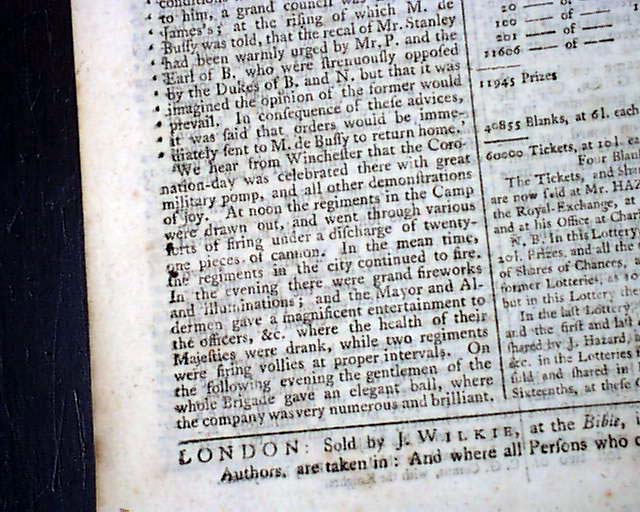 to him, a grand council was
James's; at the rising of which M. de
Bussy was told, that the recal of Mr. Stanley
had been warmly urged by Mr. P. and the
Earl of B. who were strenuously opposed
by the Dukes of B. and N. but that it was
imagined the opinion of the former would
prevail. In consequence of these advices,
it was said that orders would be imme-
diately sent to M. de Bussy to return home.'
We hear from Winchester that the Coro-
nation-day was celebrated there with great
military pomp, and all other demonstrations
of joy. At noon the regiments in the Camp
were drawn out, and went through various
sorts of firing under a discharge of twenty-
one pieces of cannon. In the mean time,
the regiments in the city continued to fire.
In the evening there were grand fireworks
and illuminations; and the Mayor and Al-
dermen gave a magnificent entertainment to
the officers, &c. where the health of their
Majesties were drank, while two regiments
were firing vollies at proper intervals. On
the following evening the gentlemen of the
whole Brigade gave an elegant ball, where
the company was very numerous and brilliant.
20 — of —
100 — of —
201 — of —
11606 — of —
11945 Prizes
48055 Blanks, at 6l. each
60000 Tickets, at 10l.
Four Blan
The Tickets, and shar
are now sold at Mr. HAZ
the Royal-Exchange, at
and at his Office at Char
N. B. In this Lottery
20l. Prizes, and all the
of Shares of Chances, a
former Lotteries, as 10
but in this Lottery the
In the last Lottery
and the first and last
shared by J. Hazard,
&c. in the Lotteries
sold and shared in
Sixteenths, at these
LONDON: Sold by J. WILKIE, at the Bible,
Authors, are taken in: And where all Persons who